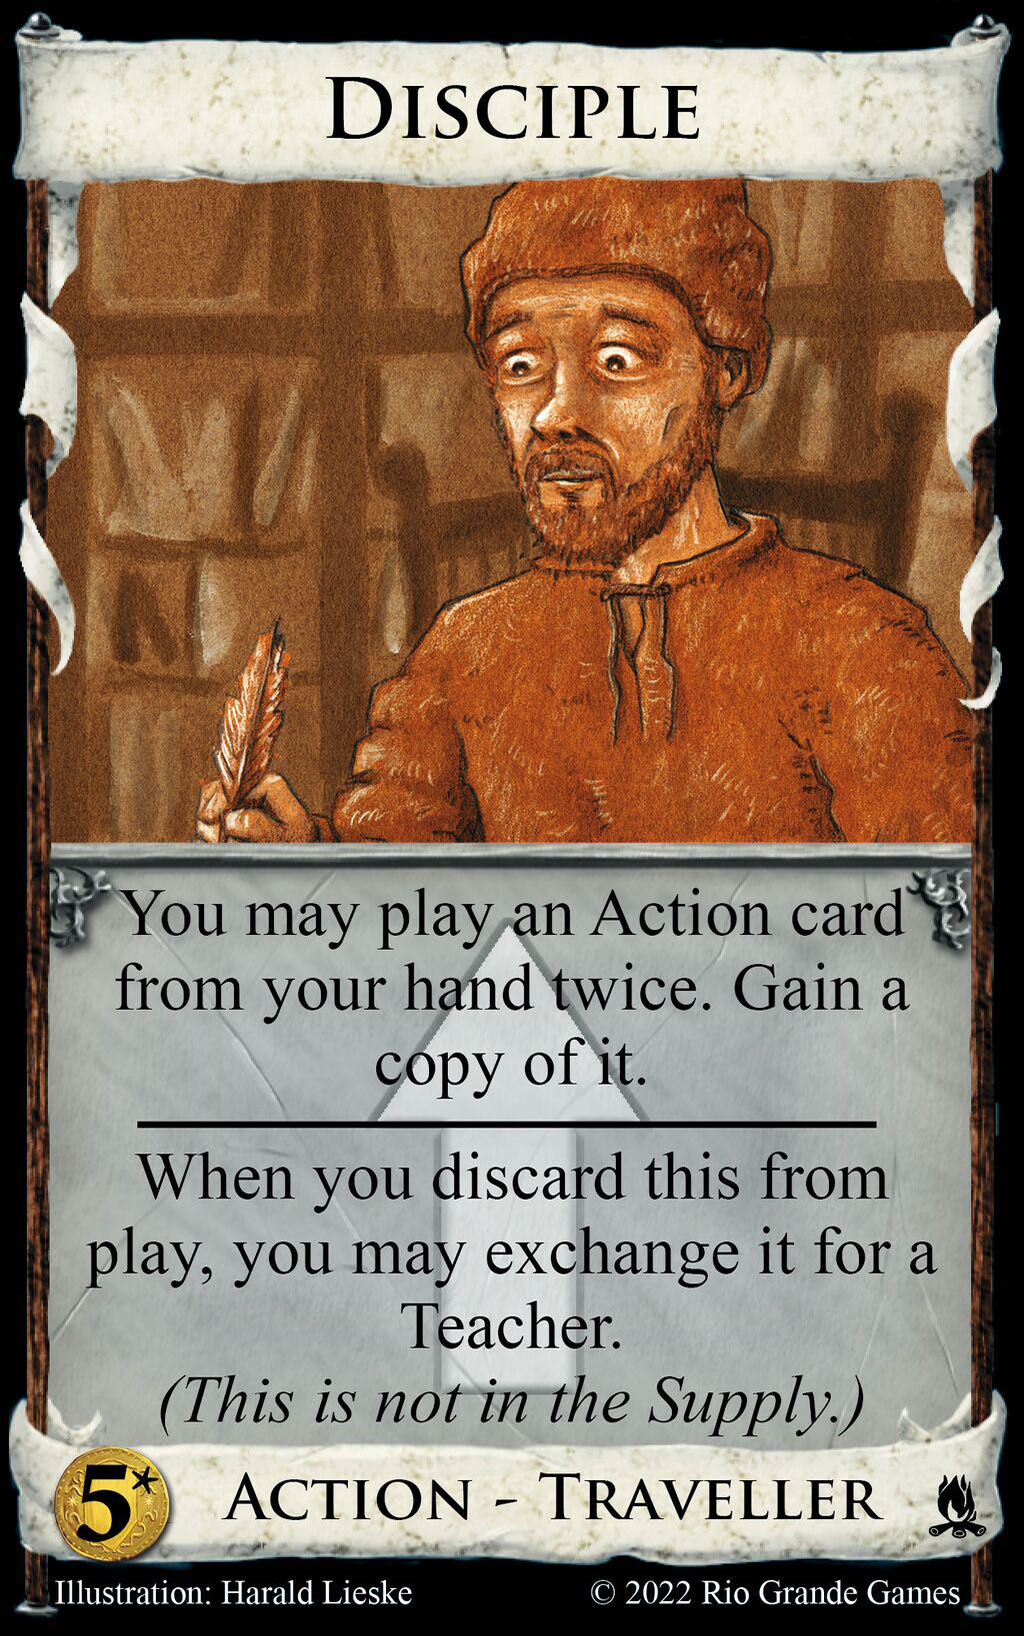 DISCIPLE
You may play an Action card
from your hand twice. Gain a
copy of it.
When you discard this from
play, you may exchange it for a
Teacher.
(This is not in the Supply.)
5* ACTION - TRAVELLER
Illustration: Harald Lieske © 2022 Rio Grande Games